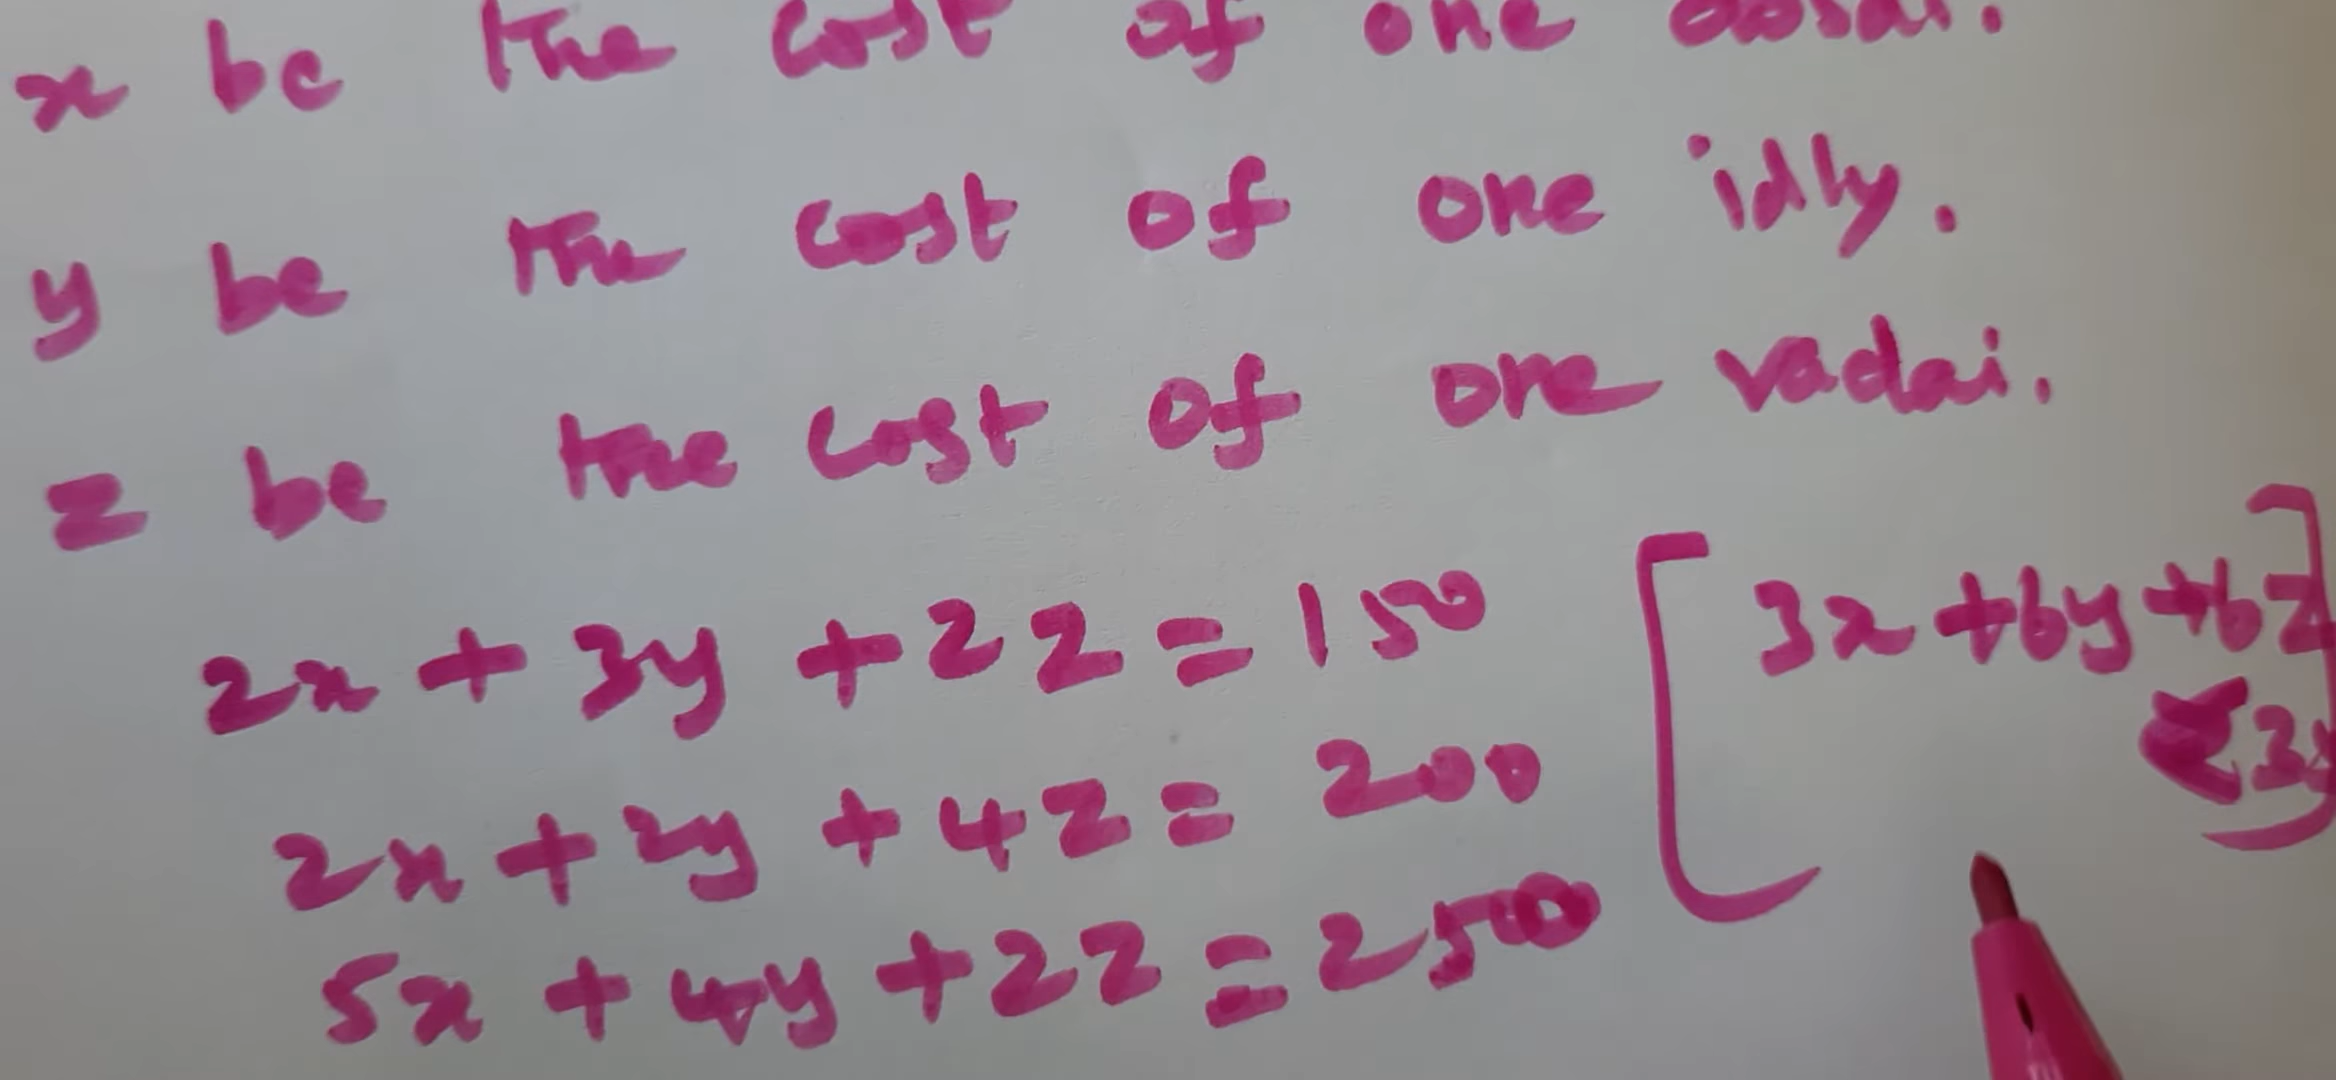 x be the cost of one dosai.
y be the cost of one idly.
z be the cost of one vadai.
2x + 3y + 2z = 150
2x + 2y + 4z = 200
5x + 4y + 2z = 250
[3x + 6y + 6z]